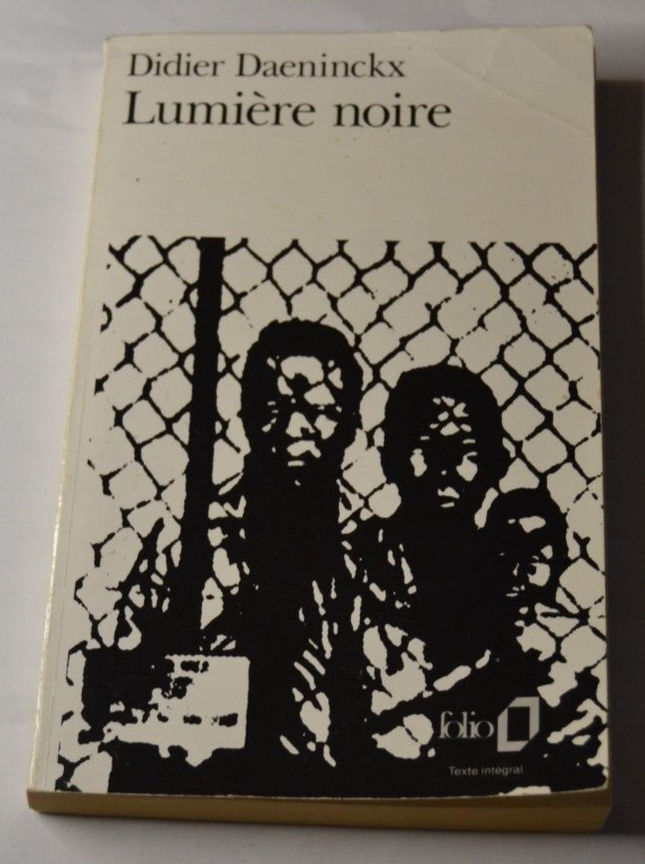 Didier Daeninckx
Lumière noire
folio
Texte intégral